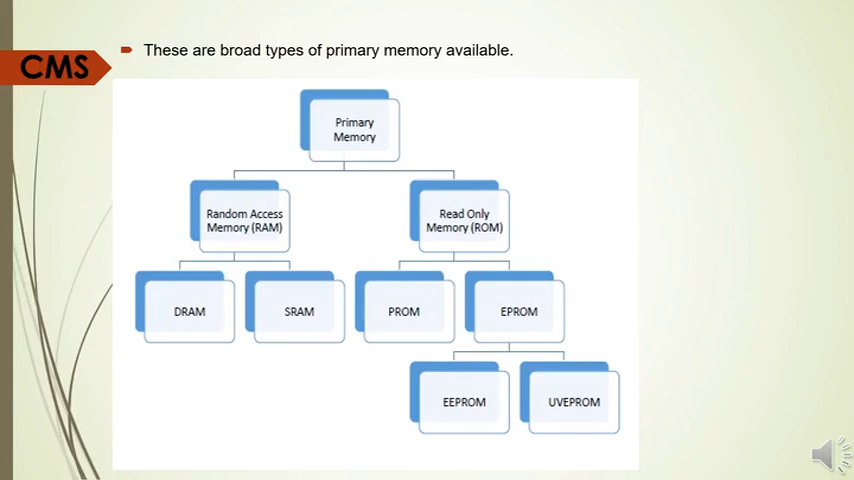 These are broad types of primary memory available.
CMS
Primary
Memory
Random Access
Memory (RAM)
Read Only
Memory (ROM)
DRAM
SRAM
PROM
EPROM
EEPROM
UVEPROM